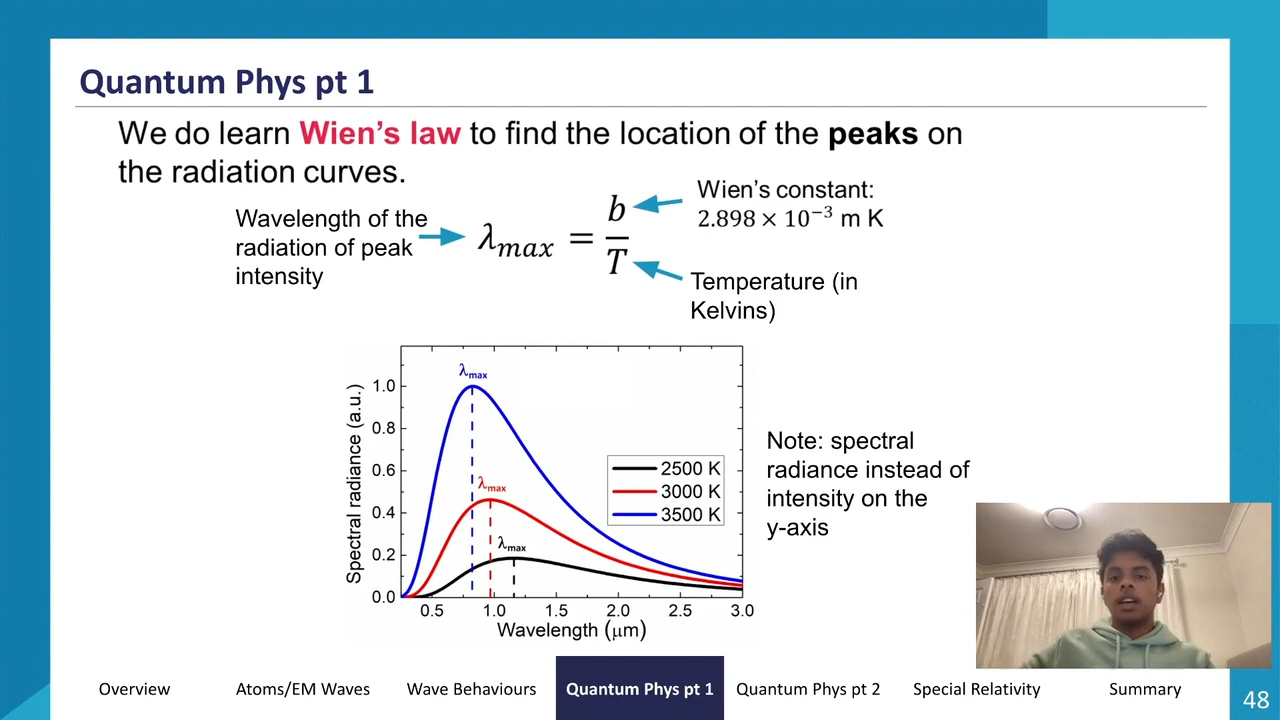 Quantum Phys pt 1
We do learn Wien's law to find the location of the peaks on
the radiation curves.
Wavelength of the
radiation of peak
intensity
λmax = b/T
Wien's constant:
2.898 × 10⁻³ m K
Temperature (in
Kelvins)
Spectral radiance (a.u.)
1.0
0.8
0.6
0.4
0.2
0.0
λmax
λmax
λmax
2500 K
3000 K
3500 K
0.5 1.0 1.5 2.0 2.5 3.0
Wavelength (μm)
Note: spectral
radiance instead of
intensity on the
y-axis
Overview Atoms/EM Waves Wave Behaviours Quantum Phys pt 1 Quantum Phys pt 2 Special Relativity Summary
48